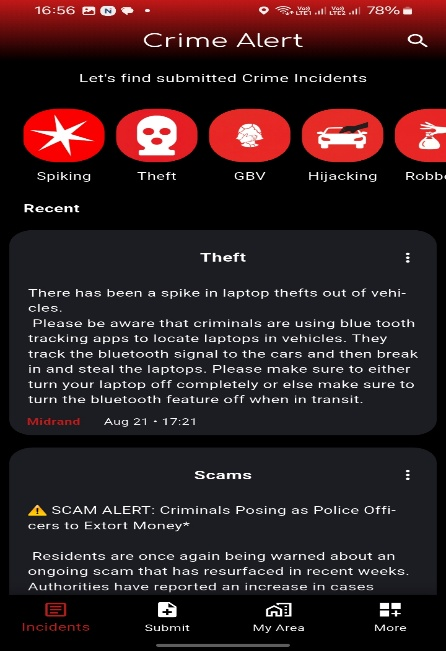 16:56
Vo)) LTE1
Vo)) LTE2
78%
Crime Alert
Let's find submitted Crime Incidents
Spiking Theft GBV Hijacking Robbe
Recent
Theft
There has been a spike in laptop thefts out of vehi-
cles.
Please be aware that criminals are using blue tooth
tracking apps to locate laptops in vehicles. They
track the bluetooth signal to the cars and then break
in and steal the laptops. Please make sure to either
turn your laptop off completely or else make sure to
turn the bluetooth feature off when in transit.
Midrand Aug 21 • 17:21
Scams
⚠️ SCAM ALERT: Criminals Posing as Police Offi-
cers to Extort Money*
Residents are once again being warned about an
ongoing scam that has resurfaced in recent weeks.
Authorities have reported an increase in cases
Incidents Submit My Area More